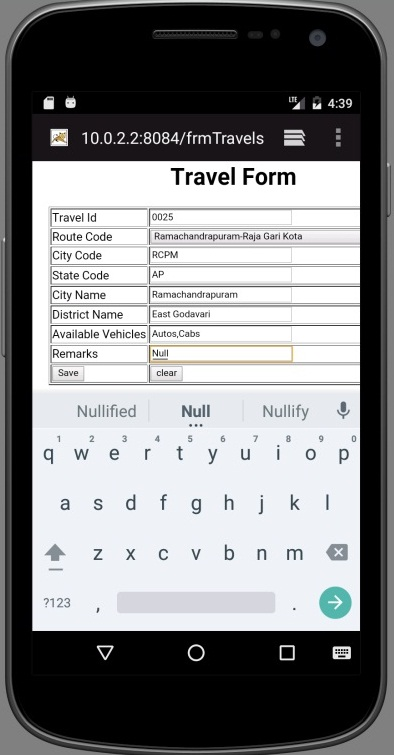 LTE 4:39
10.0.2.2:8084/frmTravels
Travel Form
Travel Id 0025
Route Code Ramachandrapuram-Raja Gari Kota
City Code RCPM
State Code AP
City Name Ramachandrapuram
District Name East Godavari
Available Vehicles Autos,Cabs
Remarks Null
Save clear
Nullified Null Nullify
1 2 3 4 5 6 7 8 9 0
q w e r t y u i o p
a s d f g h j k l
z x c v b n m
?123 , .